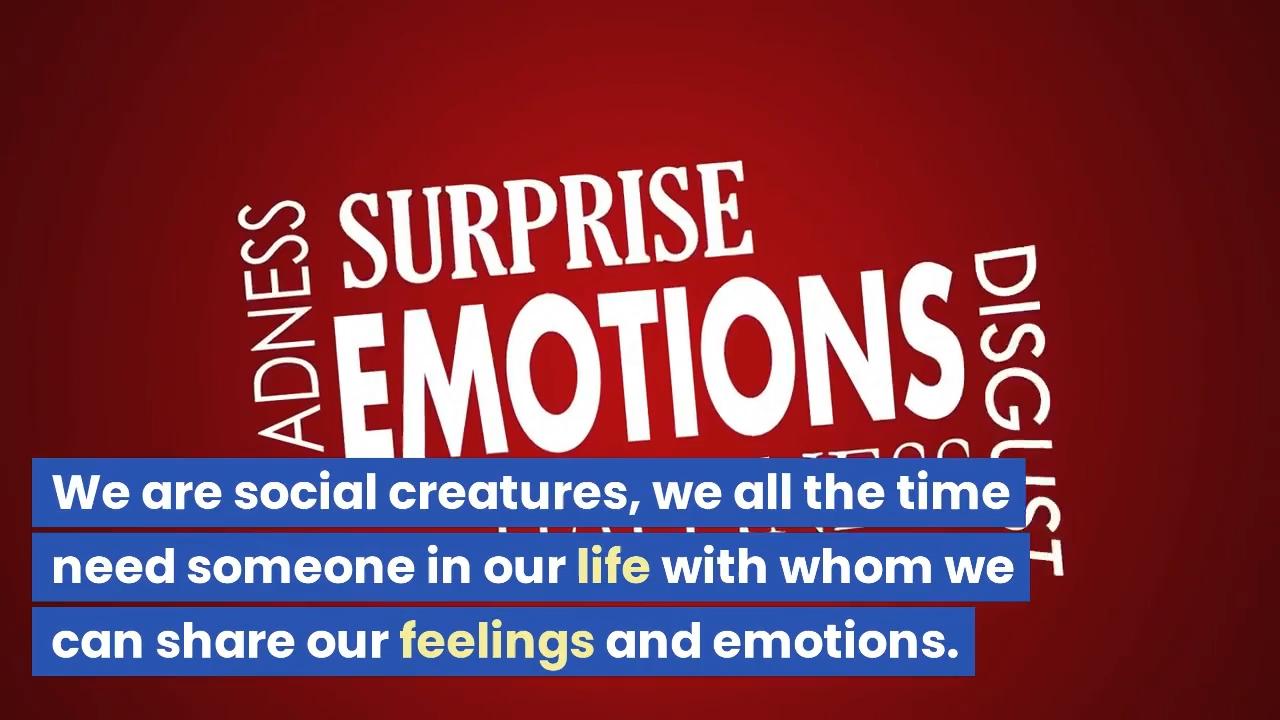 SURPRISE
ADNESS
EMOTIONS
DISGUST
We are social creatures, we all the time
need someone in our life with whom we
can share our feelings and emotions.